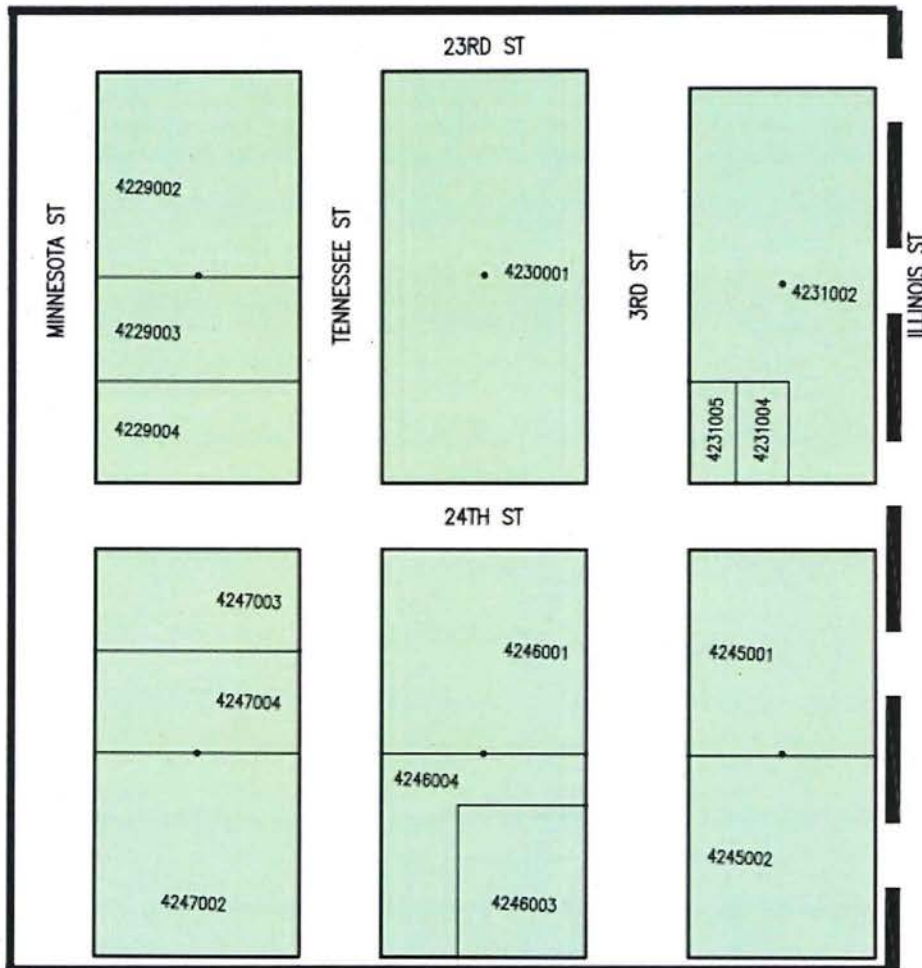 23RD ST
MINNESOTA ST
4229002
4229003
4229004
TENNESSEE ST
4230001
3RD ST
4231002
4231005
4231004
ILLINOIS ST
24TH ST
4247003
4247004
4247002
4246001
4246004
4246003
4245001
4245002